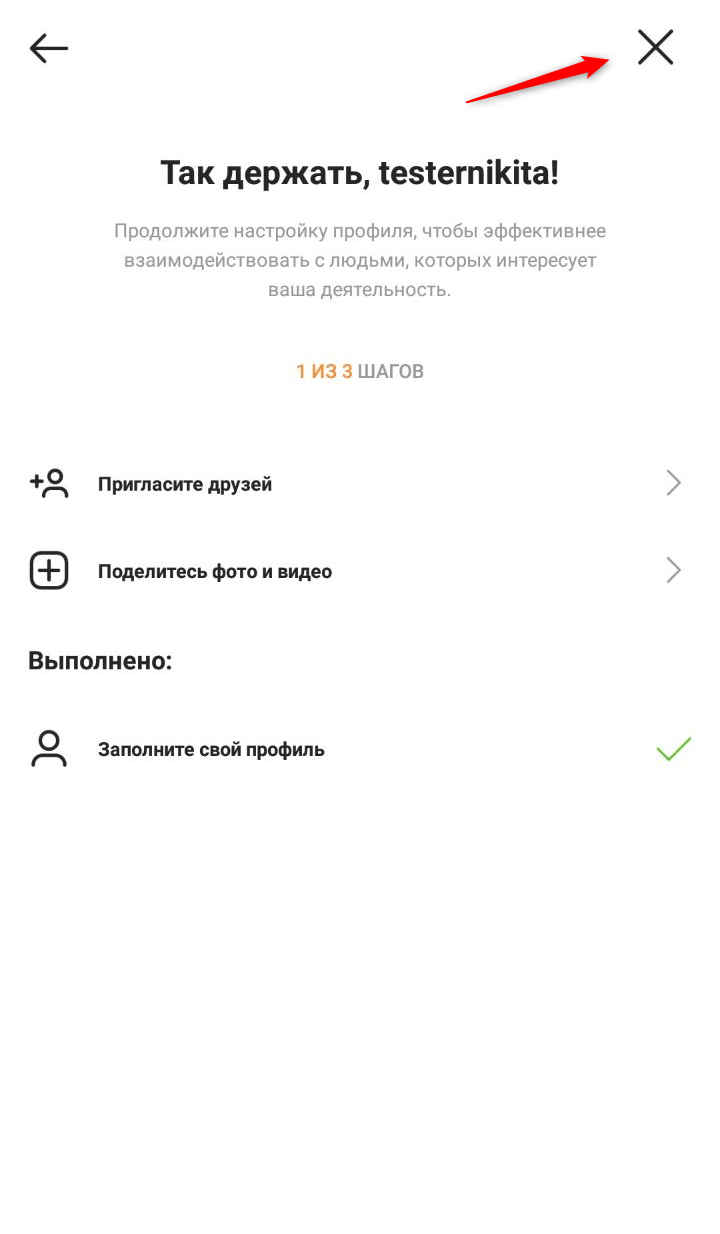 Так держать, testernikita!
Продолжите настройку профиля, чтобы эффективнее
взаимодействовать с людьми, которых интересует
ваша деятельность.
1 ИЗ 3 ШАГОВ
Пригласите друзей
Поделитесь фото и видео
Выполнено:
Заполните свой профиль